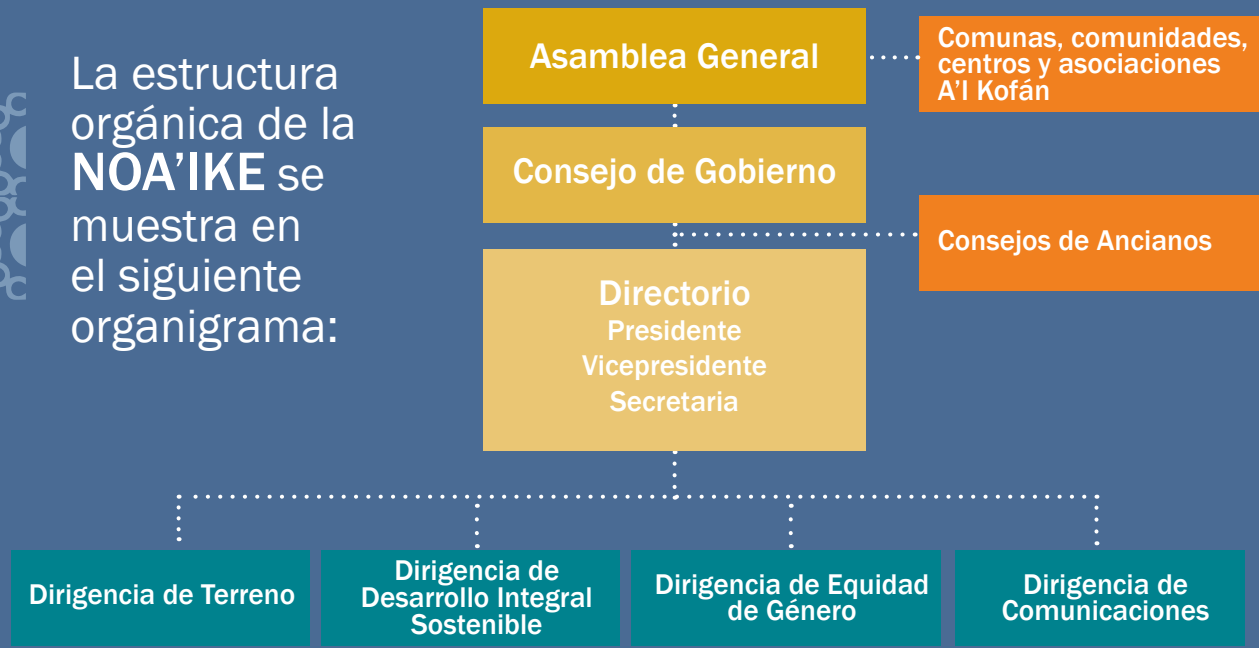 La estructura
orgánica de la
NOA’IKE se
muestra en
el siguiente
organigrama:
Asamblea General
Comunas, comunidades,
centros y asociaciones
A’I Kofán
Consejo de Gobierno
Consejos de Ancianos
Directorio
Presidente
Vicepresidente
Secretaria
Dirigencia de Terreno
Dirigencia de
Desarrollo Integral
Sostenible
Dirigencia de Equidad
de Género
Dirigencia de
Comunicaciones